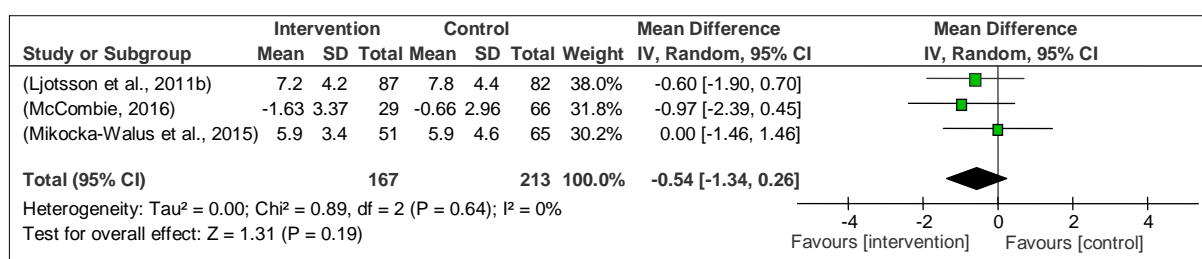 Intervention Control Mean Difference Mean Difference
Study or Subgroup Mean SD Total Mean SD Total Weight IV, Random, 95% CI IV, Random, 95% CI
(Ljotsson et al., 2011b) 7.2 4.2 87 7.8 4.4 82 38.0% -0.60 [-1.90, 0.70]
(McCombie, 2016) -1.63 3.37 29 -0.66 2.96 66 31.8% -0.97 [-2.39, 0.45]
(Mikocka-Walus et al., 2015) 5.9 3.4 51 5.9 4.6 65 30.2% 0.00 [-1.46, 1.46]
Total (95% CI) 167 213 100.0% -0.54 [-1.34, 0.26]
Heterogeneity: Tau² = 0.00; Chi² = 0.89, df = 2 (P = 0.64); I² = 0%
Test for overall effect: Z = 1.31 (P = 0.19)
-4 -2 0 2 4
Favours [intervention] Favours [control]